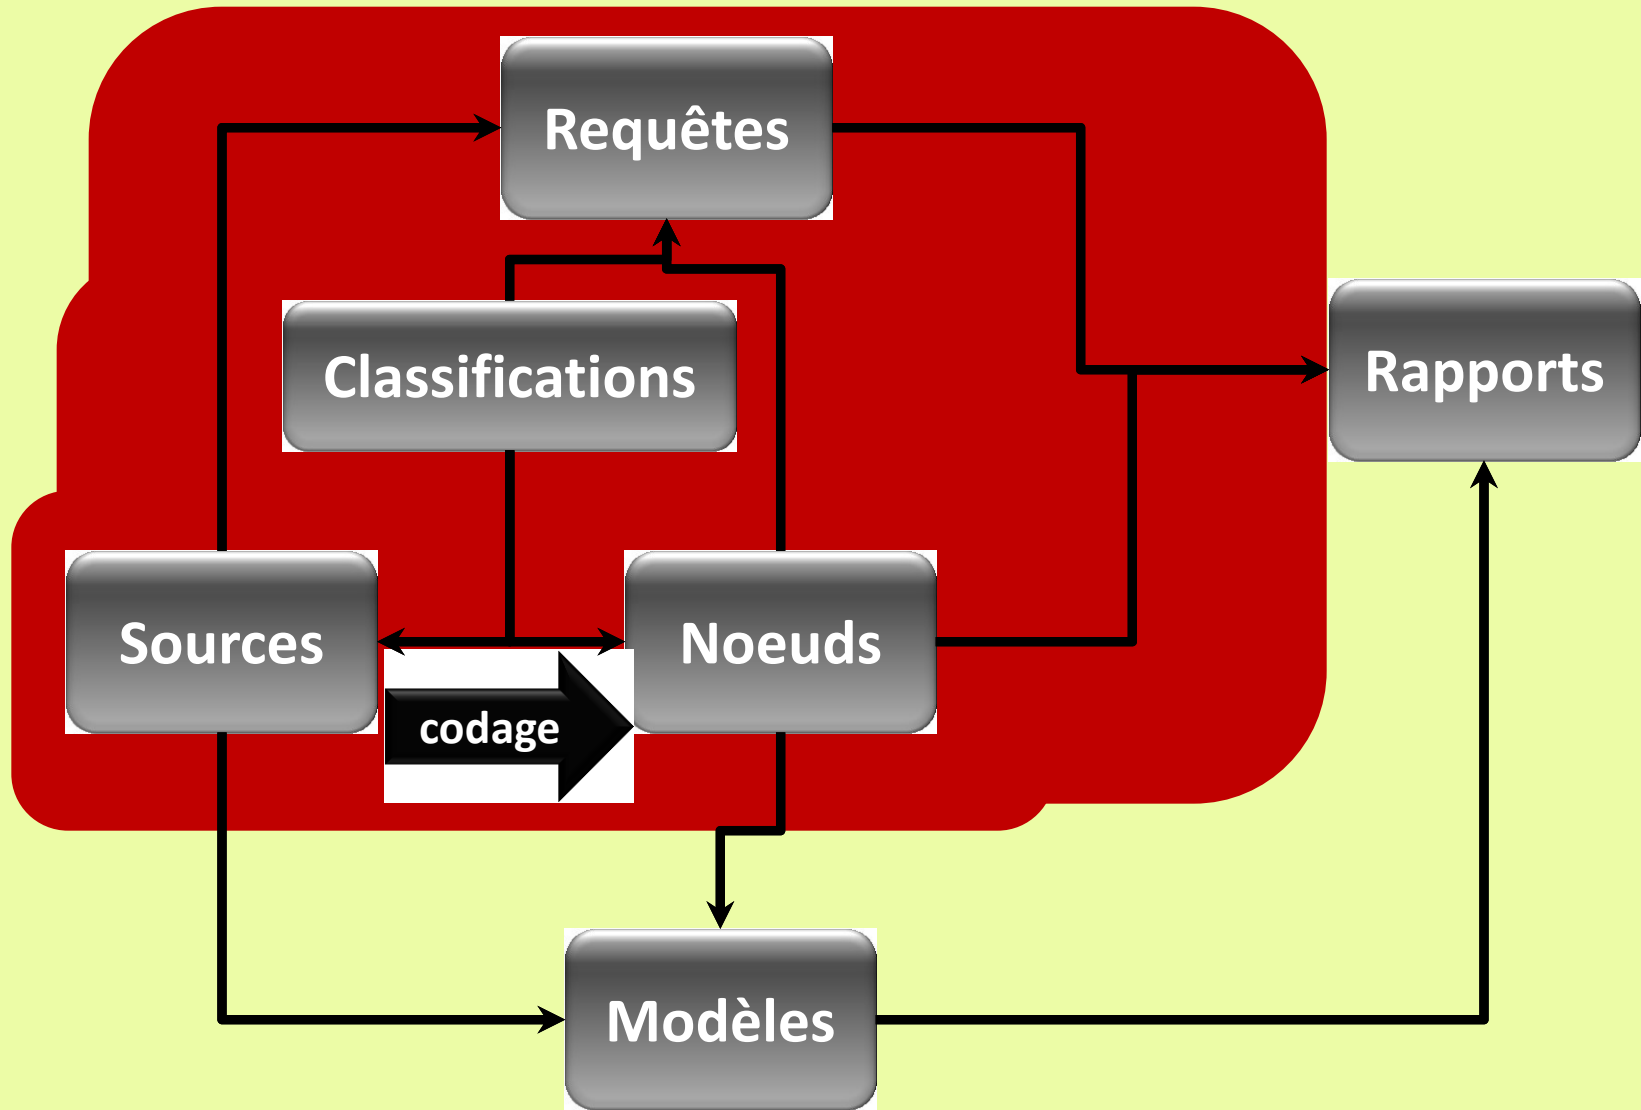 Requêtes
Classifications
Rapports
Sources
Noeuds
codage
Modèles